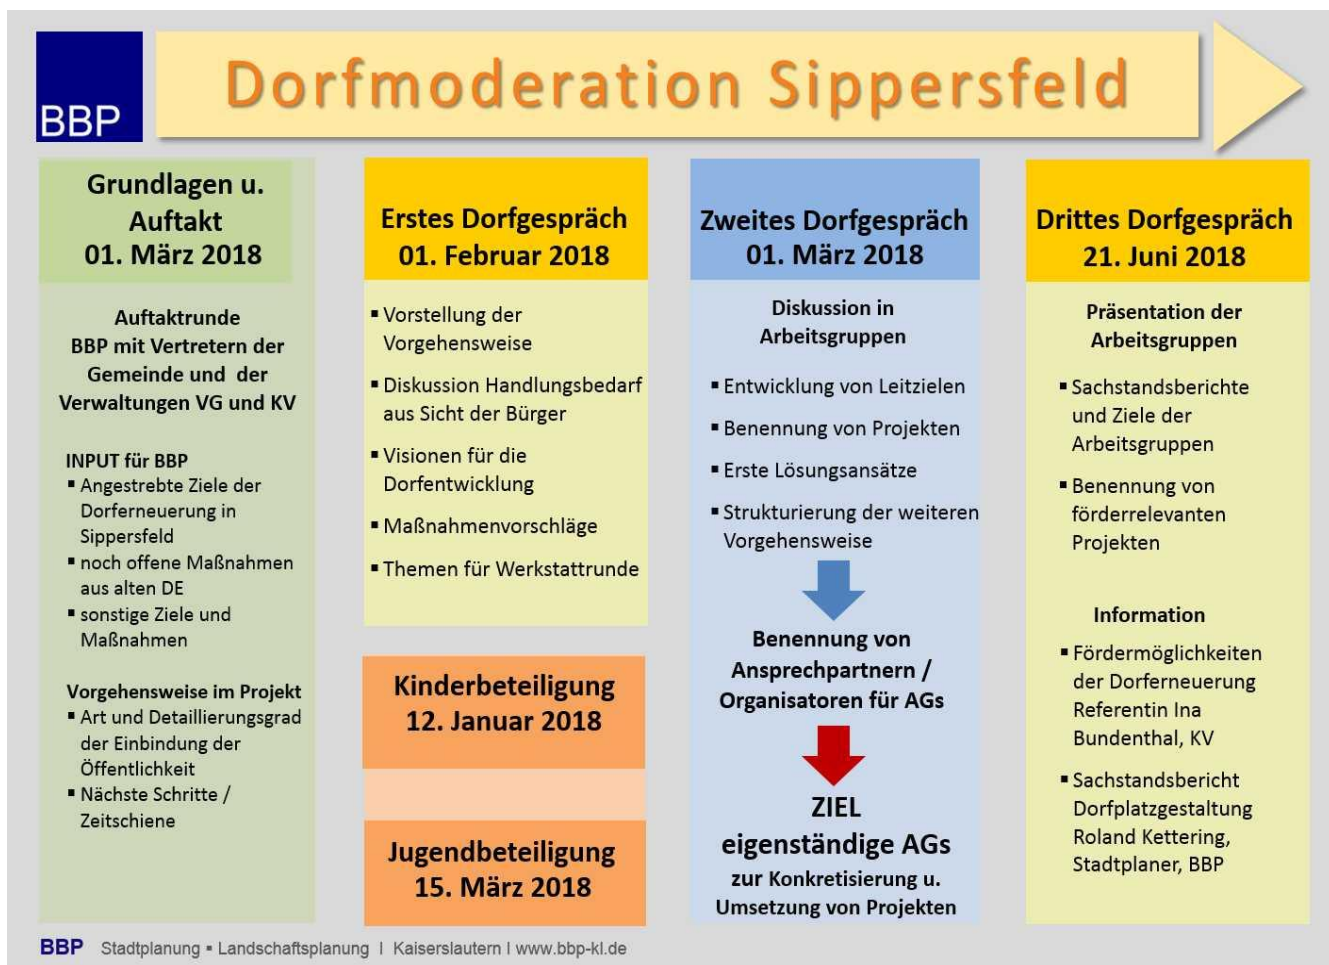 BBP
Dorfmoderation Sippersfeld
Grundlagen u.
Auftakt
01. März 2018
Auftaktrunde
BBP mit Vertretern der
Gemeinde und der
Verwaltungen VG und KV
INPUT für BBP
▪ Angestrebte Ziele der
Dorferneuerung in
Sippersfeld
▪ noch offene Maßnahmen
aus alten DE
▪ sonstige Ziele und
Maßnahmen
Vorgehensweise im Projekt
▪ Art und Detaillierungsgrad
der Einbindung der
Öffentlichkeit
▪ Nächste Schritte /
Zeitschiene
Erstes Dorfgespräch
01. Februar 2018
▪ Vorstellung der
Vorgehensweise
▪ Diskussion Handlungsbedarf
aus Sicht der Bürger
▪ Visionen für die
Dorfentwicklung
▪ Maßnahmenvorschläge
▪ Themen für Werkstattrunde
Kinderbeteiligung
12. Januar 2018
Jugendbeteiligung
15. März 2018
Zweites Dorfgespräch
01. März 2018
Diskussion in
Arbeitsgruppen
▪ Entwicklung von Leitzielen
▪ Benennung von Projekten
▪ Erste Lösungsansätze
▪ Strukturierung der weiteren
Vorgehensweise
Benennung von
Ansprechpartnern /
Organisatoren für AGs
ZIEL
eigenständige AGs
zur Konkretisierung u.
Umsetzung von Projekten
Drittes Dorfgespräch
21. Juni 2018
Präsentation der
Arbeitsgruppen
▪ Sachstandsberichte
und Ziele der
Arbeitsgruppen
▪ Benennung von
förderrelevanten
Projekten
Information
▪ Fördermöglichkeiten
der Dorferneuerung
Referentin Ina
Bundenthal, KV
▪ Sachstandsbericht
Dorfplatzgestaltung
Roland Kettering,
Stadtplaner, BBP
BBP Stadtplanung ▪ Landschaftsplanung I Kaiserslautern I www.bbp-kl.de